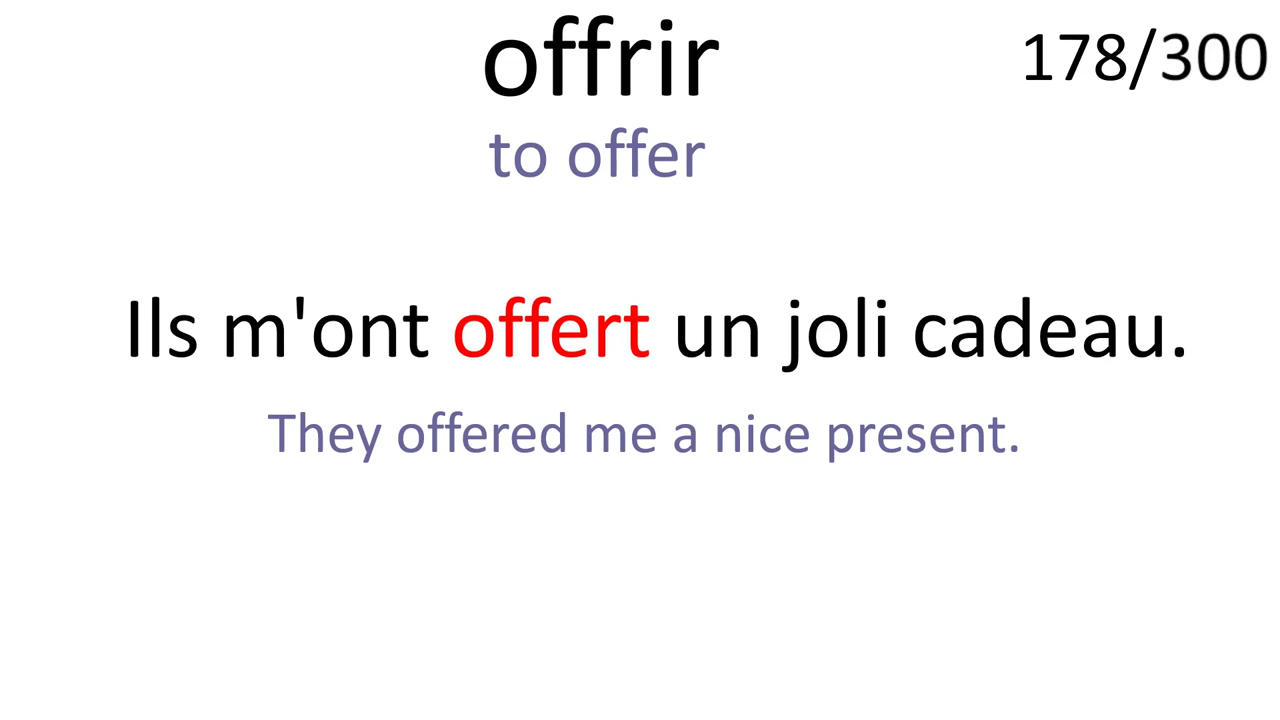 offrir
178/300
to offer
Ils m'ont offert un joli cadeau.
They offered me a nice present.